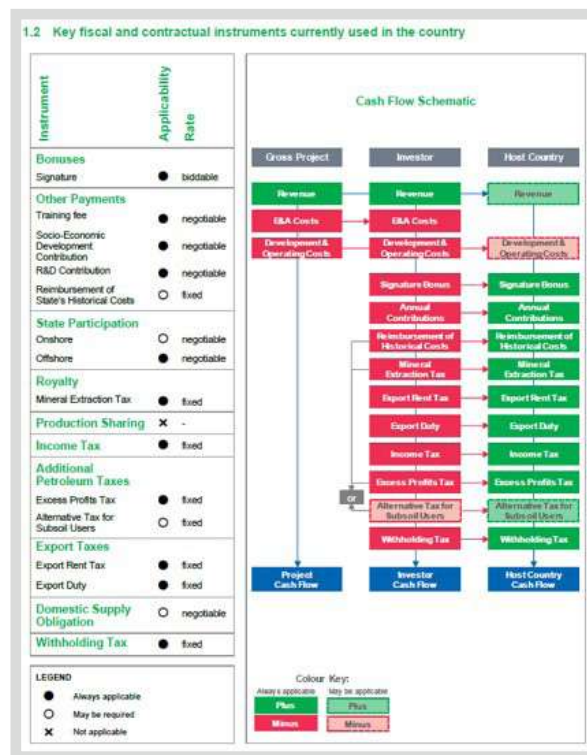 1.2 Key fiscal and contractual instruments currently used in the country
Instrument
Applicability
Rate
Bonuses
Signature ● biddable
Other Payments
Training fee ● negotiable
Socio-Economic
Development ● negotiable
Contribution
R&D Contribution ● negotiable
Reimbursement of
State's Historical Costs ○ fixed
State Participation
Onshore ○ negotiable
Offshore ● negotiable
Royalty
Mineral Extraction Tax ● fixed
Production Sharing × -
Income Tax ● fixed
Additional
Petroleum Taxes
Excess Profits Tax ● fixed
Alternative Tax for
Subsoil Users ○ fixed
Export Taxes
Export Rent Tax ● fixed
Export Duty ● fixed
Domestic Supply
Obligation ○ negotiable
Withholding Tax ● fixed
LEGEND
● Always applicable
○ May be required
× Not applicable
Cash Flow Schematic
Gross Project Investor Host Country
Revenue Revenue Revenue
E&A Costs E&A Costs
Development & Development & Development &
Operating Costs Operating Costs Operating Costs
Signature Bonus Signature Bonus
Annual Annual
Contributions Contributions
Reimbursement of Reimbursement of
Historical Costs Historical Costs
Mineral Mineral
Extraction Tax Extraction Tax
Export Rent Tax Export Rent Tax
Export Duty Export Duty
Income Tax Income Tax
Excess Profits Tax Excess Profits Tax
or
Alternative Tax for Alternative Tax for
Subsoil Users Subsoil Users
Withholding Tax Withholding Tax
Project Investor Host Country
Cash Flow Cash Flow Cash Flow
Colour Key:
Always applicable May be applicable
Plus Plus
Minus Minus